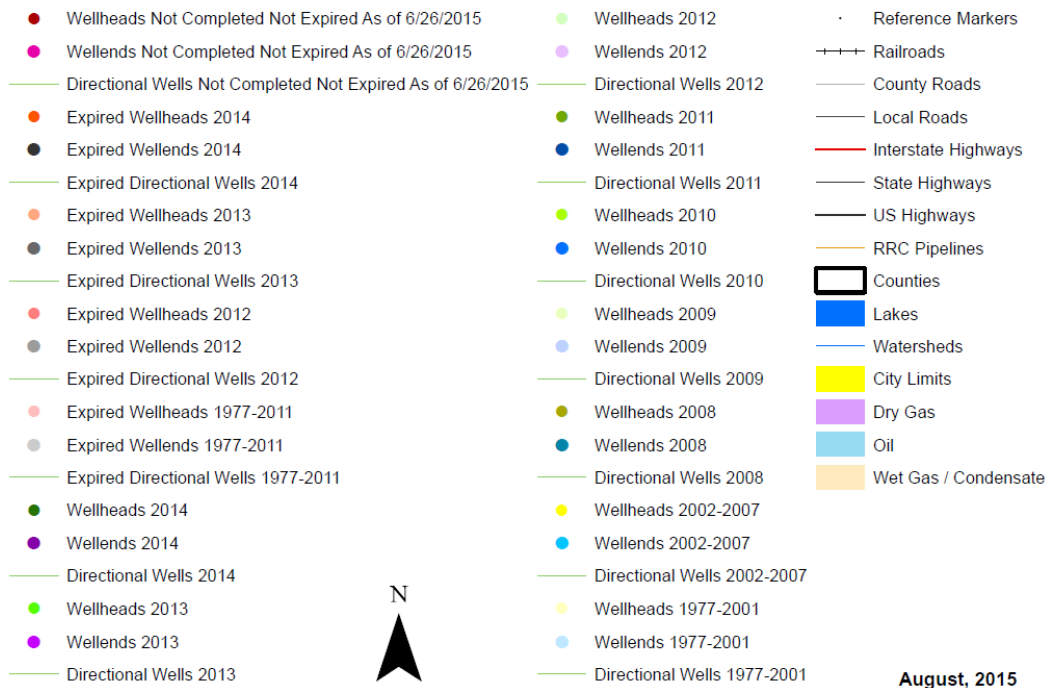 Wellheads Not Completed Not Expired As of 6/26/2015
Wellends Not Completed Not Expired As of 6/26/2015
Directional Wells Not Completed Not Expired As of 6/26/2015
Expired Wellheads 2014
Expired Wellends 2014
Expired Directional Wells 2014
Expired Wellheads 2013
Expired Wellends 2013
Expired Directional Wells 2013
Expired Wellheads 2012
Expired Wellends 2012
Expired Directional Wells 2012
Expired Wellheads 1977-2011
Expired Wellends 1977-2011
Expired Directional Wells 1977-2011
Wellheads 2014
Wellends 2014
Directional Wells 2014
Wellheads 2013
Wellends 2013
Directional Wells 2013
N
Wellheads 2012
Wellends 2012
Directional Wells 2012
Wellheads 2011
Wellends 2011
Directional Wells 2011
Wellheads 2010
Wellends 2010
Directional Wells 2010
Wellheads 2009
Wellends 2009
Directional Wells 2009
Wellheads 2008
Wellends 2008
Directional Wells 2008
Wellheads 2002-2007
Wellends 2002-2007
Directional Wells 2002-2007
Wellheads 1977-2001
Wellends 1977-2001
Directional Wells 1977-2001
Reference Markers
Railroads
County Roads
Local Roads
Interstate Highways
State Highways
US Highways
RRC Pipelines
Counties
Lakes
Watersheds
City Limits
Dry Gas
Oil
Wet Gas / Condensate
August, 2015